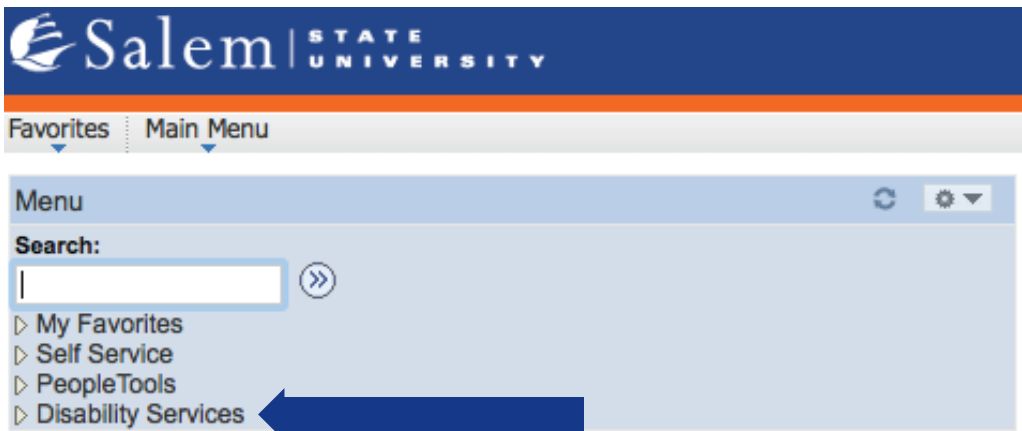 Salem STATE UNIVERSITY
Favorites Main Menu
Menu
Search:
My Favorites
Self Service
PeopleTools
Disability Services